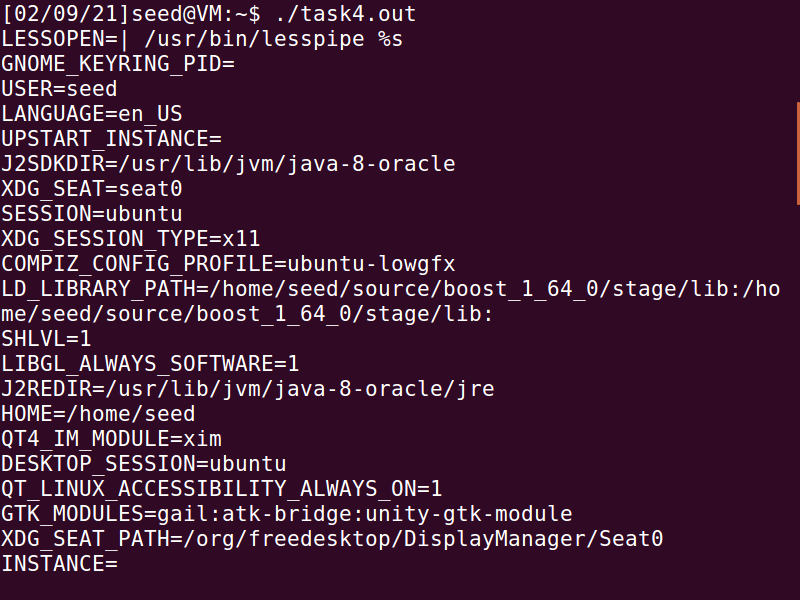 [02/09/21]seed@VM:~$ ./task4.out
LESSOPEN=| /usr/bin/lesspipe %s
GNOME_KEYRING_PID=
USER=seed
LANGUAGE=en_US
UPSTART_INSTANCE=
J2SDKDIR=/usr/lib/jvm/java-8-oracle
XDG_SEAT=seat0
SESSION=ubuntu
XDG_SESSION_TYPE=x11
COMPIZ_CONFIG_PROFILE=ubuntu-lowgfx
LD_LIBRARY_PATH=/home/seed/source/boost_1_64_0/stage/lib:/ho
me/seed/source/boost_1_64_0/stage/lib:
SHLVL=1
LIBGL_ALWAYS_SOFTWARE=1
J2REDIR=/usr/lib/jvm/java-8-oracle/jre
HOME=/home/seed
QT4_IM_MODULE=xim
DESKTOP_SESSION=ubuntu
QT_LINUX_ACCESSIBILITY_ALWAYS_ON=1
GTK_MODULES=gail:atk-bridge:unity-gtk-module
XDG_SEAT_PATH=/org/freedesktop/DisplayManager/Seat0
INSTANCE=